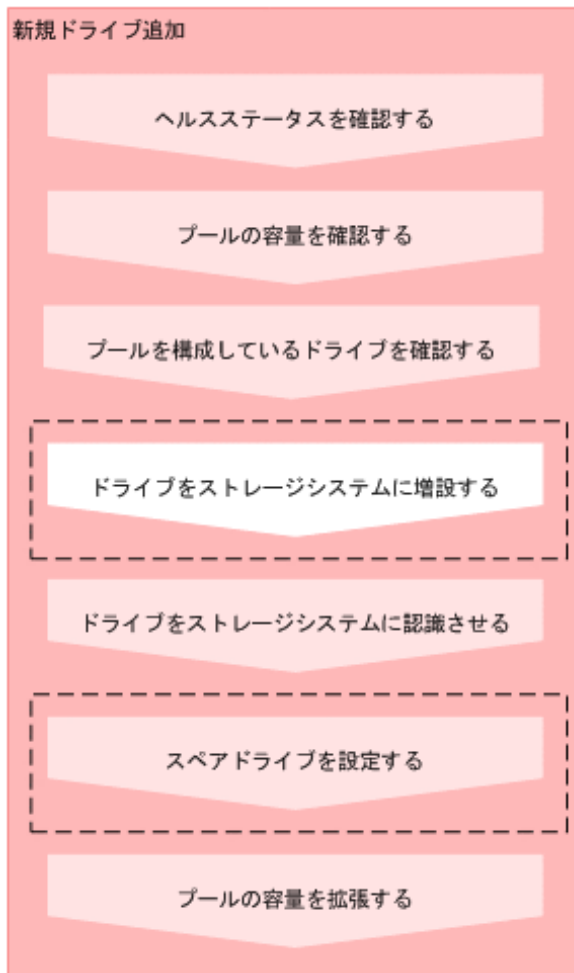 新規ドライブ追加
ヘルスステータスを確認する
プールの容量を確認する
プールを構成しているドライブを確認する
ドライブをストレージシステムに増設する
ドライブをストレージシステムに認識させる
スペアドライブを設定する
プールの容量を拡張する